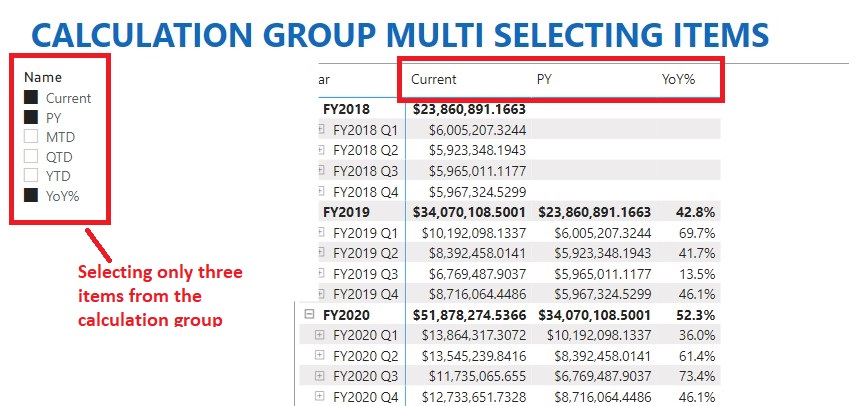 CALCULATION GROUP MULTI SELECTING ITEMS
Name
Current
PY
MTD
QTD
YTD
YoY%
Selecting only three
items from the
calculation group
ar Current PY YoY%
FY2018 $23,860,891.1663
FY2018 Q1 $6,005,207.3244
FY2018 Q2 $5,923,348.1943
FY2018 Q3 $5,965,011.1177
FY2018 Q4 $5,967,324.5299
FY2019 $34,070,108.5001 $23,860,891.1663 42.8%
FY2019 Q1 $10,192,098.1337 $6,005,207.3244 69.7%
FY2019 Q2 $8,392,458.0141 $5,923,348.1943 41.7%
FY2019 Q3 $6,769,487.9037 $5,965,011.1177 13.5%
FY2019 Q4 $8,716,064.4486 $5,967,324.5299 46.1%
FY2020 $51,878,274.5366 $34,070,108.5001 52.3%
FY2020 Q1 $13,864,317.3072 $10,192,098.1337 36.0%
FY2020 Q2 $13,545,239.8416 $8,392,458.0141 61.4%
FY2020 Q3 $11,735,065.655 $6,769,487.9037 73.4%
FY2020 Q4 $12,733,651.7328 $8,716,064.4486 46.1%